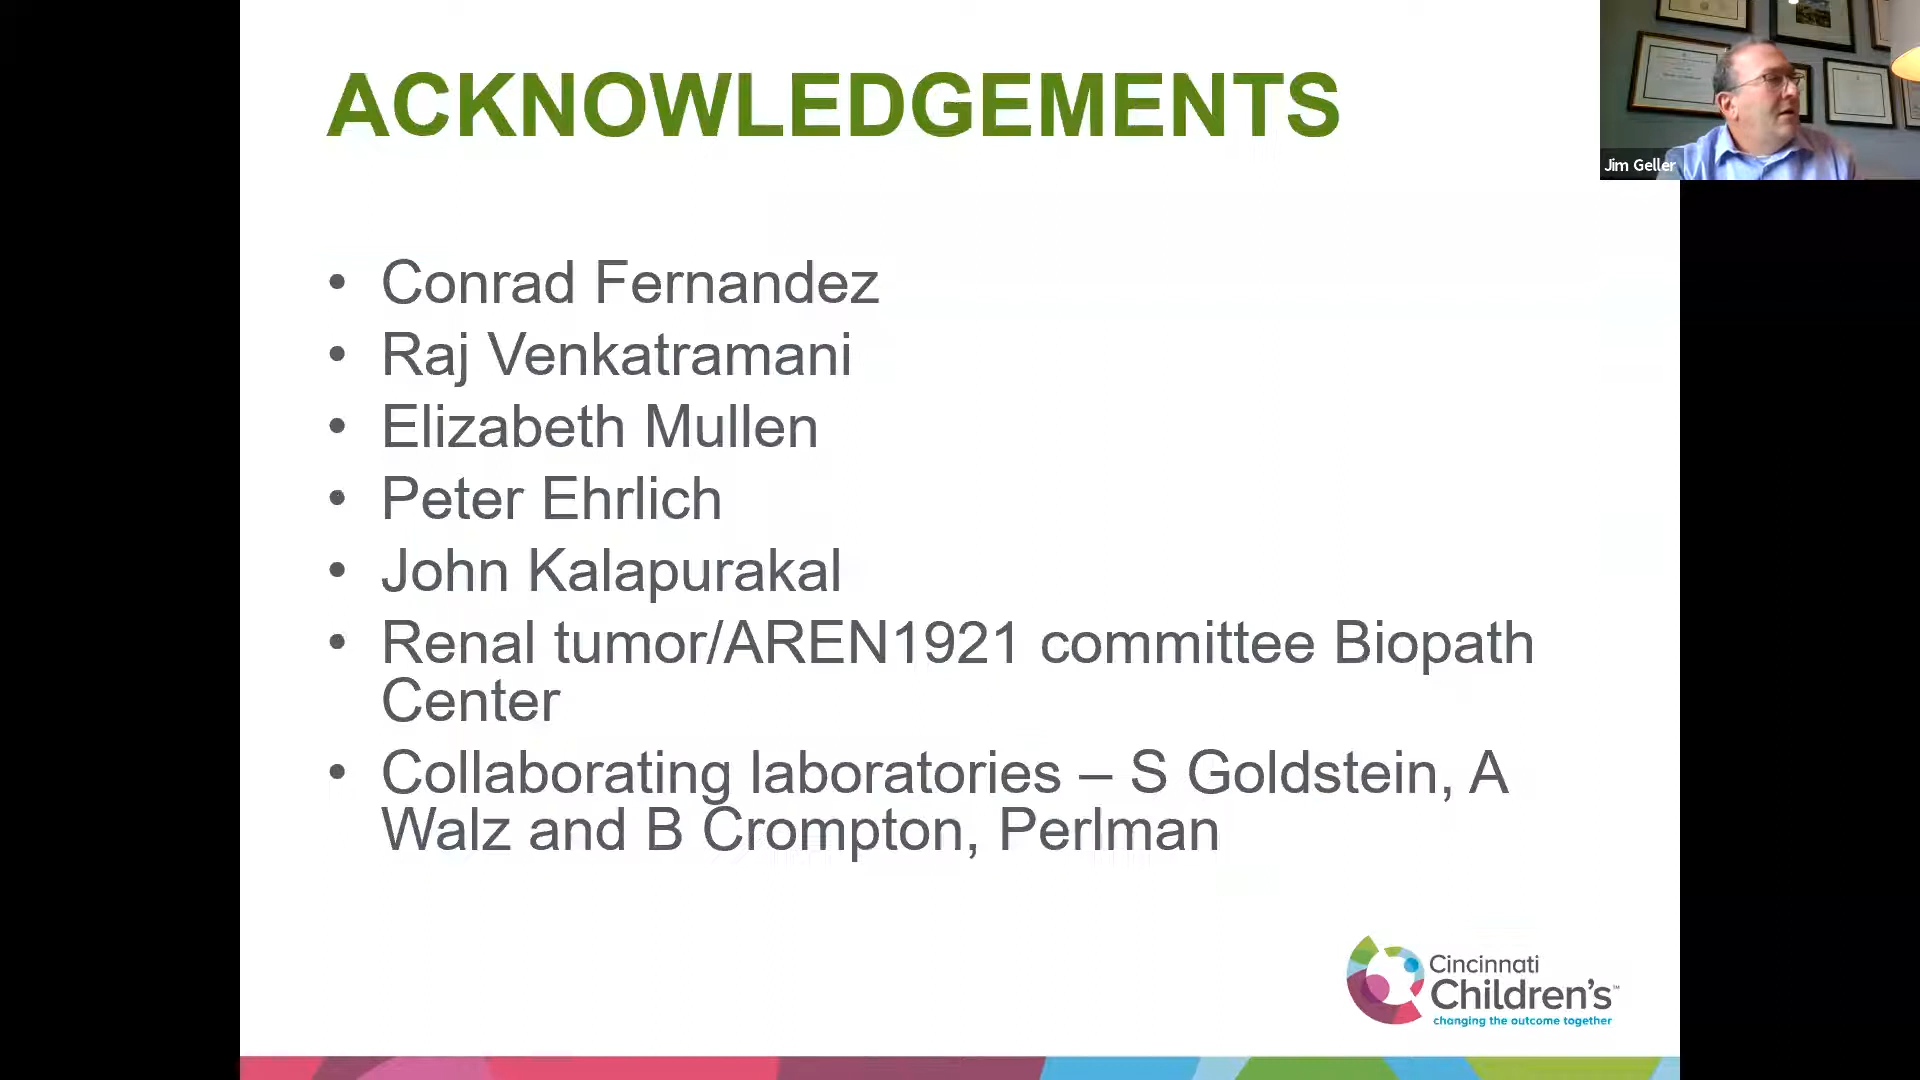 ACKNOWLEDGEMENTS
Jim Geller
• Conrad Fernandez
• Raj Venkatramani
• Elizabeth Mullen
• Peter Ehrlich
• John Kalapurakal
• Renal tumor/AREN1921 committee Biopath
Center
• Collaborating laboratories – S Goldstein, A
Walz and B Crompton, Perlman
Cincinnati
Children's™
changing the outcome together